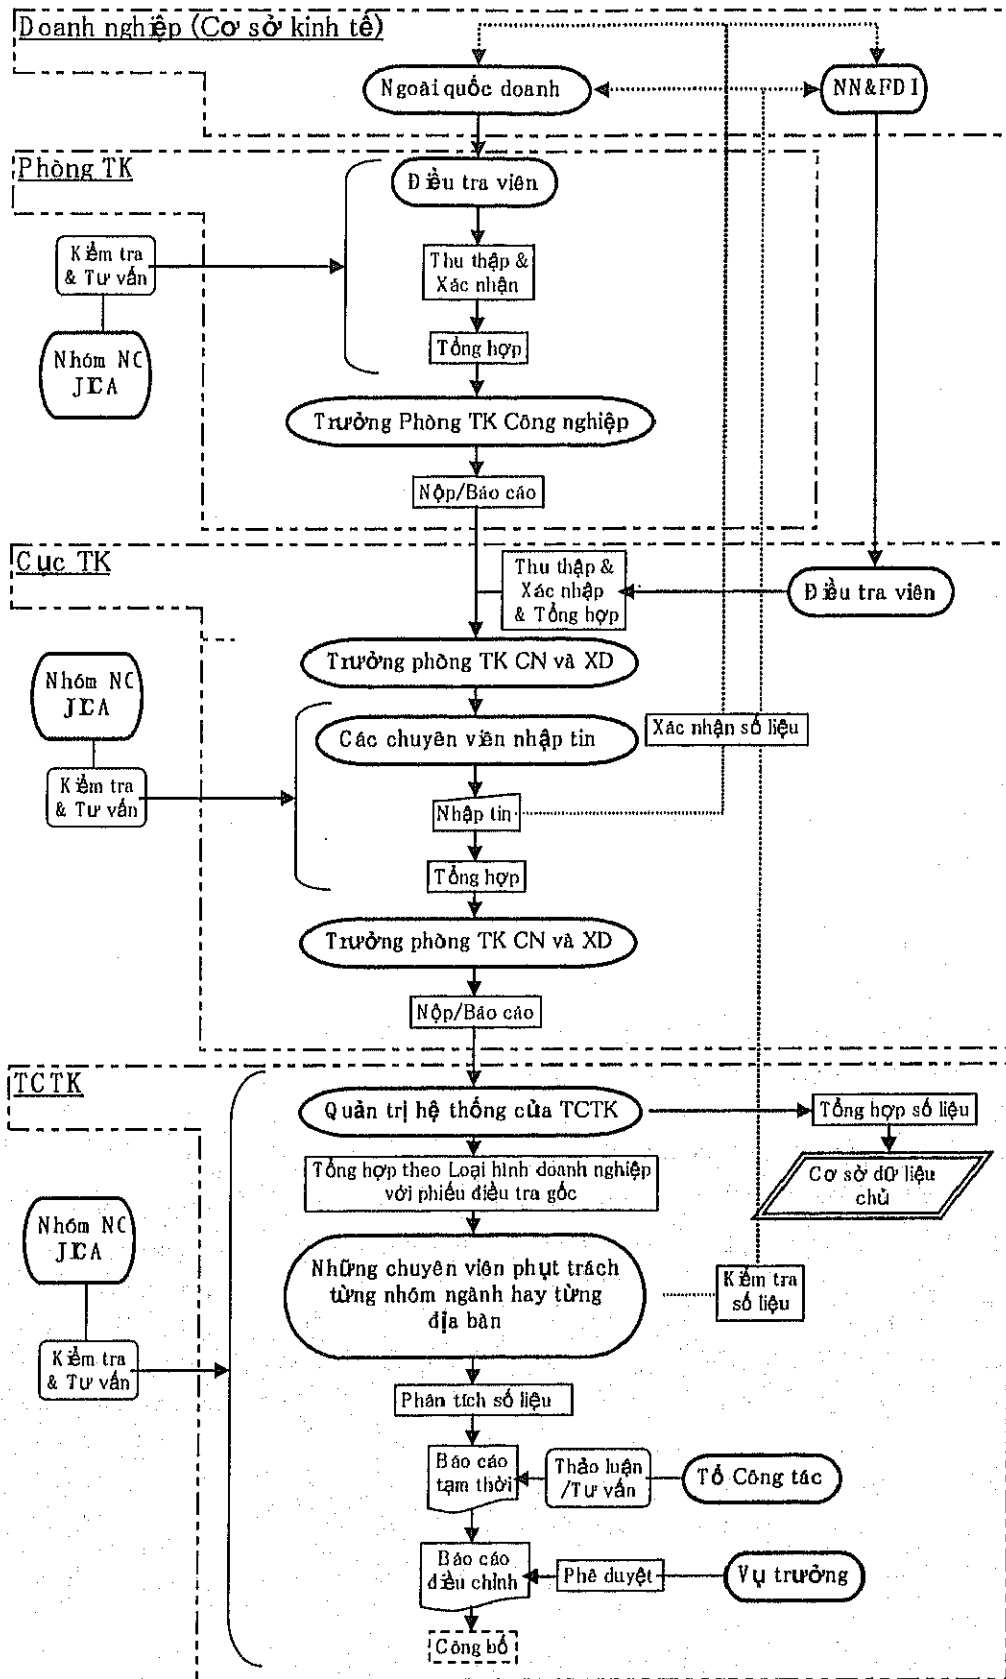 Doanh nghiệp (Cơ sở kinh tế)
Ngoài quốc doanh
NN&FDI
Phòng TK
Điều tra viên
Kiểm tra
& Tư vấn
Thu thập &
Xác nhận
Tổng hợp
Nhóm NC
JICA
Trưởng Phòng TK Công nghiệp
Nộp/Báo cáo
Cục TK
Thu thập &
Xác nhập
& Tổng hợp
Điều tra viên
Trưởng phòng TK CN và XD
Nhóm NC
JICA
Các chuyên viên nhập tin
Xác nhận số liệu
Kiểm tra
& Tư vấn
Nhập tin
Tổng hợp
Trưởng phòng TK CN và XD
Nộp/Báo cáo
TCTK
Quản trị hệ thống của TCTK
Tổng hợp số liệu
Tổng hợp theo Loại hình doanh nghiệp
với phiếu điều tra gốc
Cơ sở dữ liệu
chủ
Nhóm NC
JICA
Những chuyên viên phụt trách
từng nhóm ngành hay từng
địa bàn
Kiểm tra
số liệu
Kiểm tra
& Tư vấn
Phân tích số liệu
Báo cáo
tạm thời
Thảo luận
/Tư vấn
Tổ Công tác
Báo cáo
điều chỉnh
Phê duyệt
Vụ trưởng
Công bố